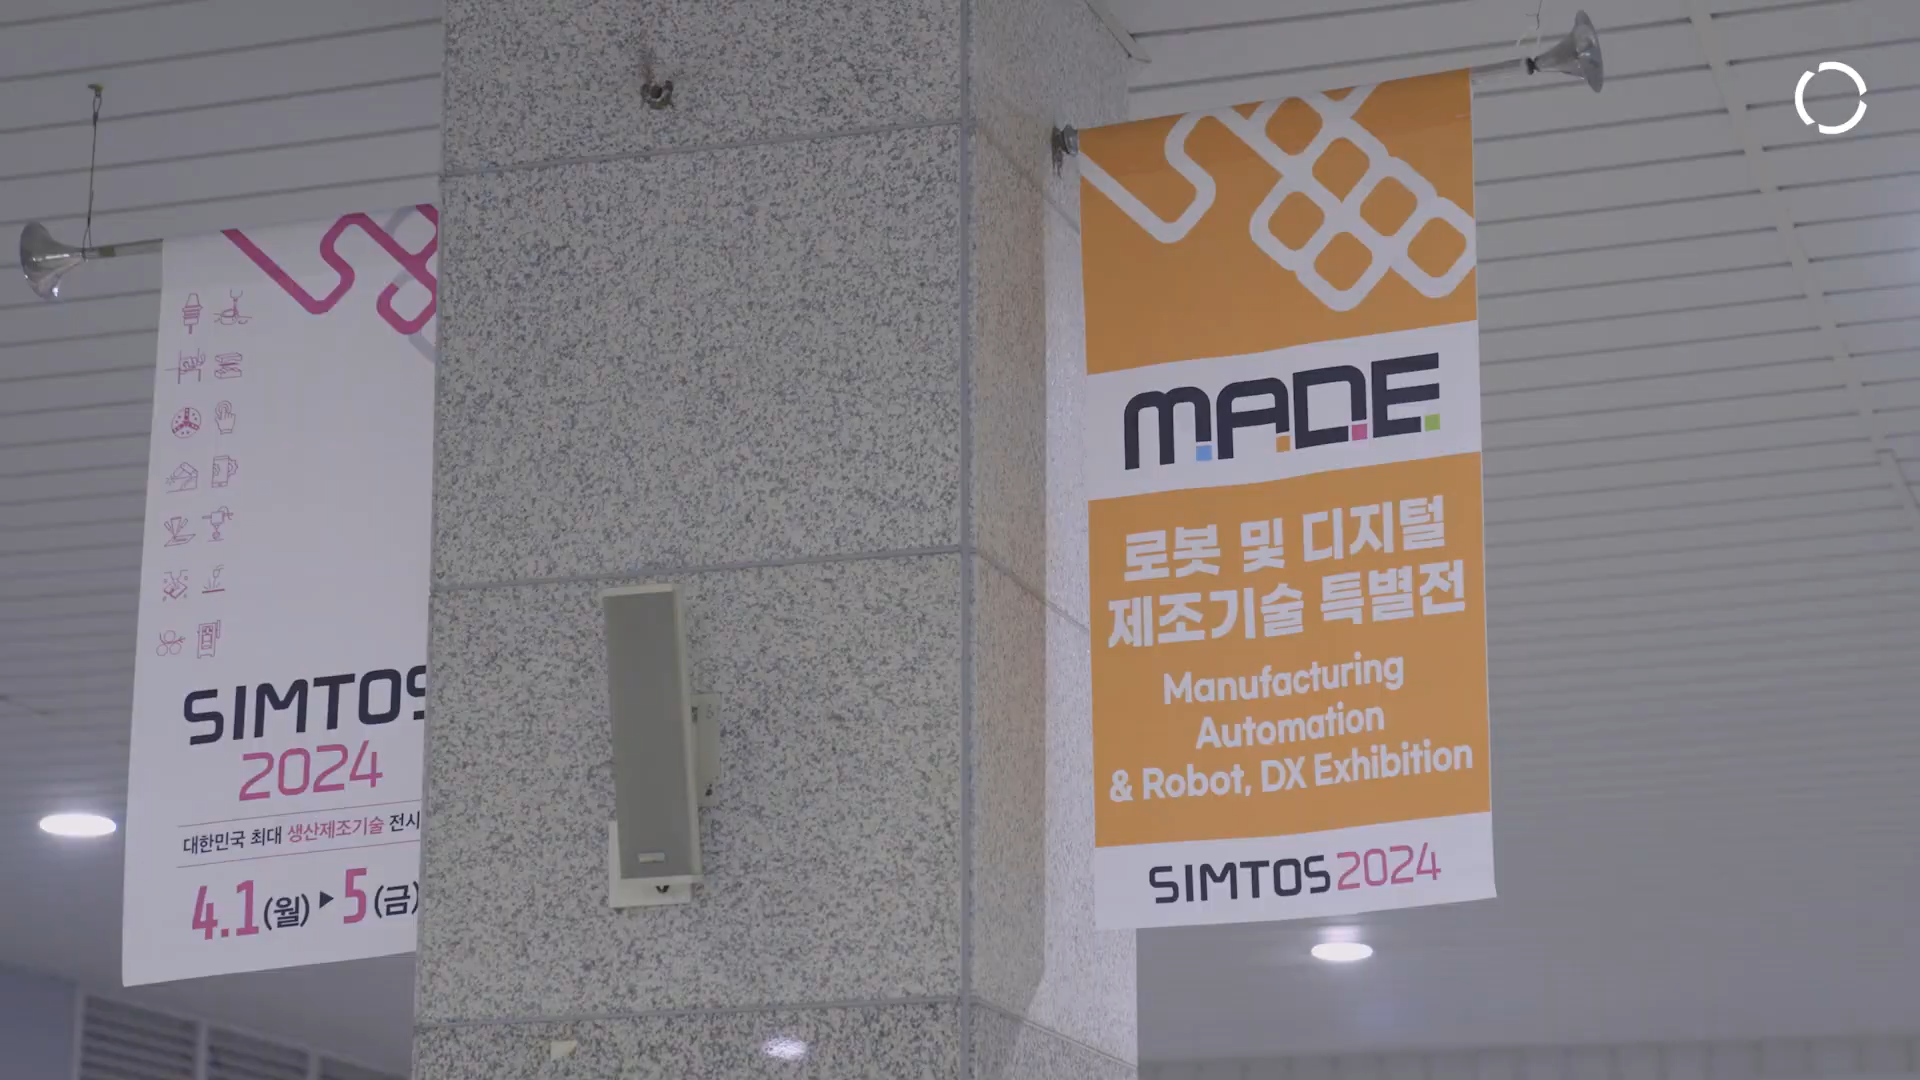 SIMTOS
2024
대한민국 최대 생산제조기술 전시
4.1(월)▶5(금)
MADE
로봇 및 디지털
제조기술 특별전
Manufacturing
Automation
& Robot, DX Exhibition
SIMTOS2024